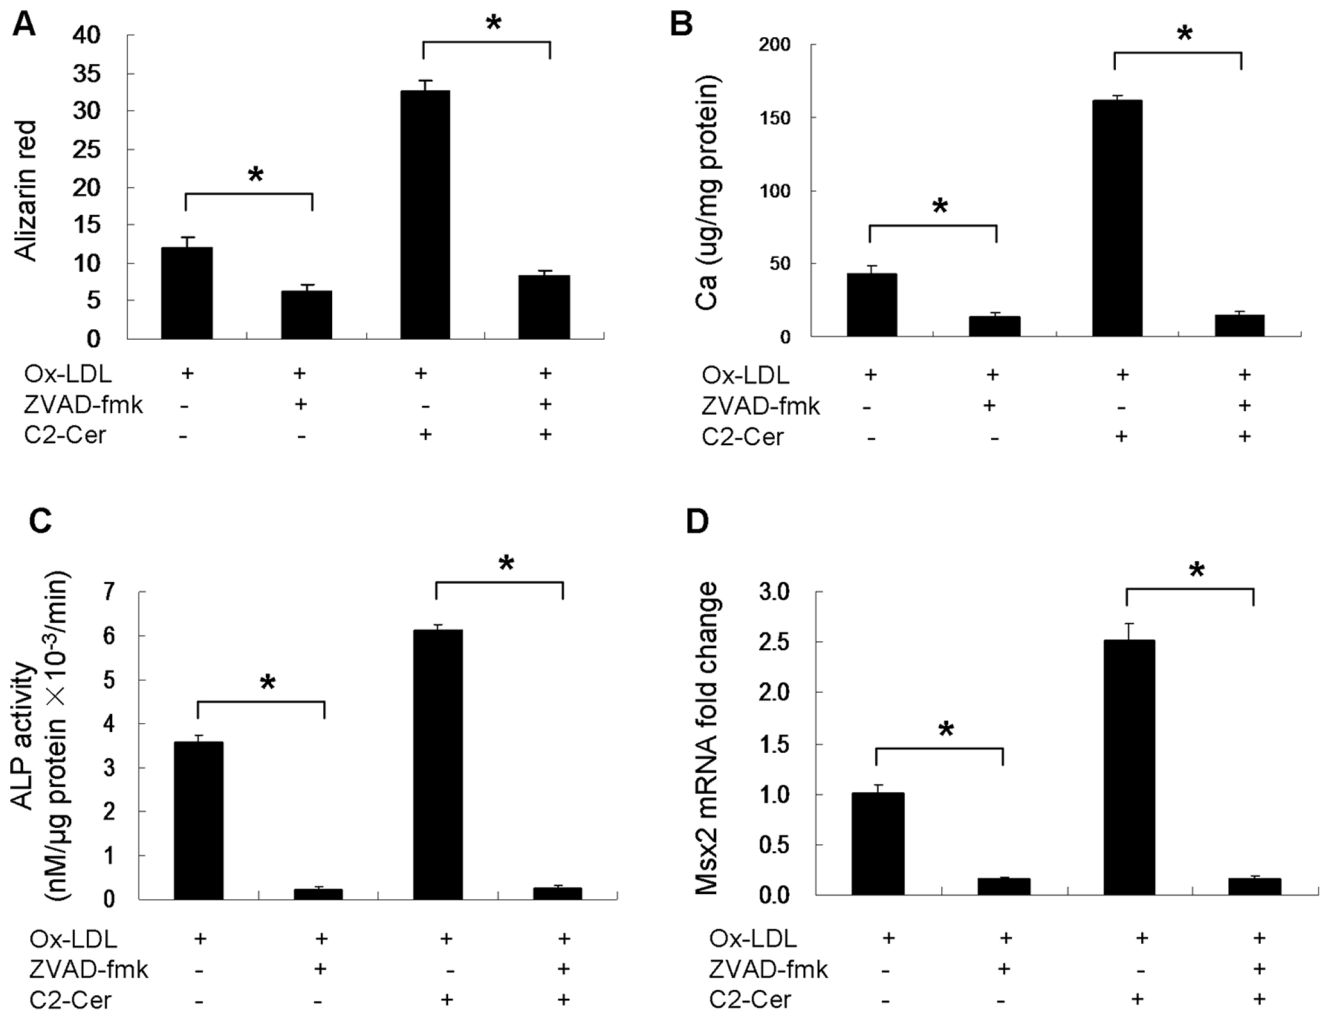 A
Alizarin red
40
35
30
25
20
15
10
5
0
*
*
Ox-LDL + + + +
ZVAD-fmk - + - +
C2-Cer - - + +
B
Ca (ug/mg protein)
200
150
100
50
0
*
*
Ox-LDL + + + +
ZVAD-fmk - + - +
C2-Cer - - + +
C
ALP activity
(nM/µg protein ×10⁻³/min)
7
6
5
4
3
2
1
0
*
*
Ox-LDL + + + +
ZVAD-fmk - + - +
C2-Cer - - + +
D
Msx2 mRNA fold change
3.0
2.5
2.0
1.5
1.0
0.5
0.0
*
*
Ox-LDL + + + +
ZVAD-fmk - + - +
C2-Cer - - + +